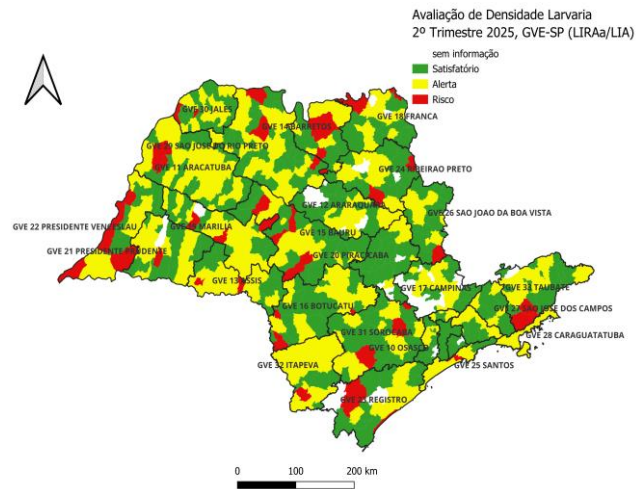 Avaliação de Densidade Larvaria
2º Trimestre 2025, GVE-SP (LIRAa/LIA)
sem informação
Satisfatório
Alerta
Risco
GVE 30 JALES
GVE 14 BARRETOS
GVE 18 FRANCA
GVE 29 SAO JOSE DO RIO PRETO
GVE 24 RIBEIRAO PRETO
GVE 11 ARACATUBA
GVE 12 ARARAQUARA
GVE 26 SAO JOAO DA BOA VISTA
GVE 22 PRESIDENTE VENCESLAU
GVE 19 MARILIA
GVE 15 BAURU
GVE 21 PRESIDENTE PRUDENTE
GVE 20 PIRACICABA
GVE 13 ASSIS
GVE 17 CAMPINAS
GVE 33 TAUBATE
GVE 16 BOTUCATU
GVE 27 SAO JOSE DOS CAMPOS
GVE 31 SOROCABA
GVE 28 CARAGUATATUBA
GVE 10 OSASCO
GVE 32 ITAPEVA
GVE 25 SANTOS
GVE 23 REGISTRO
0 100 200 km